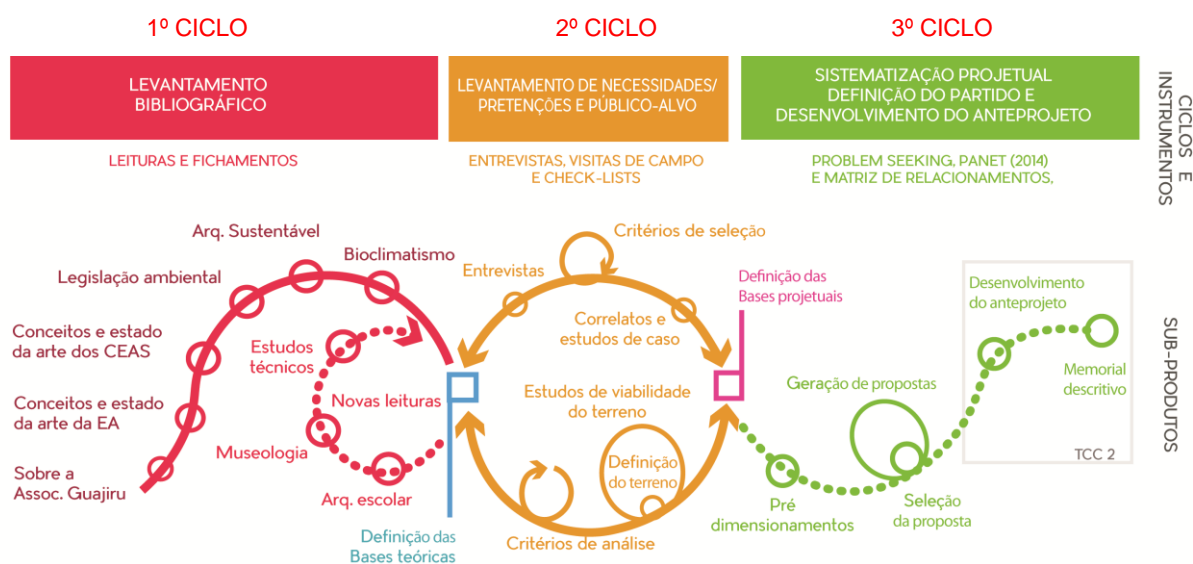 1º CICLO
2º CICLO
3º CICLO
LEVANTAMENTO
BIBLIOGRÁFICO
LEVANTAMENTO DE NECESSIDADES/
PRETENÇÕES E PÚBLICO-ALVO
SISTEMATIZAÇÃO PROJETUAL
DEFINIÇÃO DO PARTIDO E
DESENVOLVIMENTO DO ANTEPROJETO
CICLOS E
INSTRUMENTOS
LEITURAS E FICHAMENTOS
ENTREVISTAS, VISITAS DE CAMPO
E CHECK-LISTS
PROBLEM SEEKING, PANET (2014)
E MATRIZ DE RELACIONAMENTOS,
Arq. Sustentável
Bioclimatismo
Legislação ambiental
Conceitos e estado
da arte dos CEAS
Conceitos e estado
da arte da EA
Sobre a
Assoc. Guajiru
Estudos
técnicos
Novas leituras
Museologia
Arq. escolar
Definição das
Bases teóricas
Critérios de seleção
Entrevistas
Correlatos e
estudos de caso
Estudos de viabilidade
do terreno
Definição
do terreno
Critérios de análise
Definição das
Bases projetuais
Desenvolvimento
do anteprojeto
Geração de propostas
Memorial
descritivo
TCC 2
Pré
dimensionamentos
Seleção
da proposta
SUB-PRODUTOS